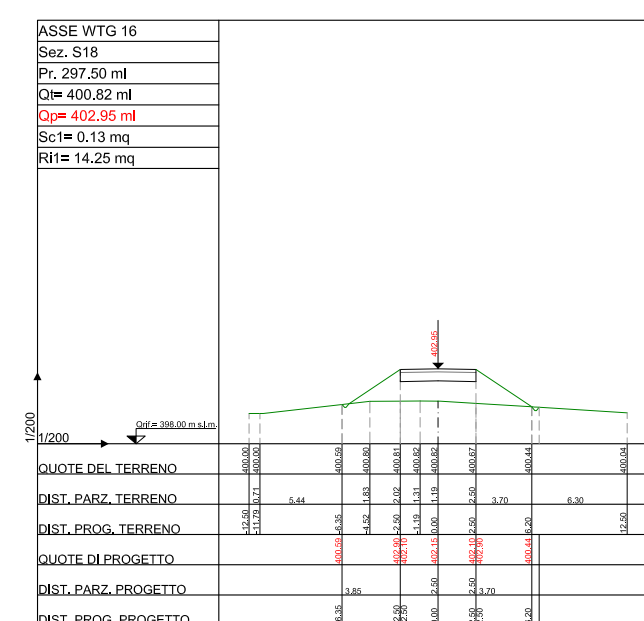 ASSE WTG 16
Sez. S18
Pr. 297.50 ml
Qt= 400.82 ml
Qp= 402.95 ml
Sc1= 0.13 mq
Ri1= 14.25 mq
402.95
1/200
1/200
Qrif.= 398.00 m s.l.m.
QUOTE DEL TERRENO 400.00 400.00 400.59 400.80 400.81 400.82 400.82 400.67 400.44 400.04
DIST. PARZ. TERRENO 0.71 5.44 1.83 2.02 1.31 1.19 2.50 3.70 6.30
DIST. PROG. TERRENO -12.50 -11.79 -6.35 -4.52 -2.50 -1.19 0.00 2.50 6.20 12.50
QUOTE DI PROGETTO 400.59 402.90 402.10 402.15 402.10 402.90 400.44
DIST. PARZ. PROGETTO 3.85 2.50 2.50 3.70
DIST. PROG. PROGETTO